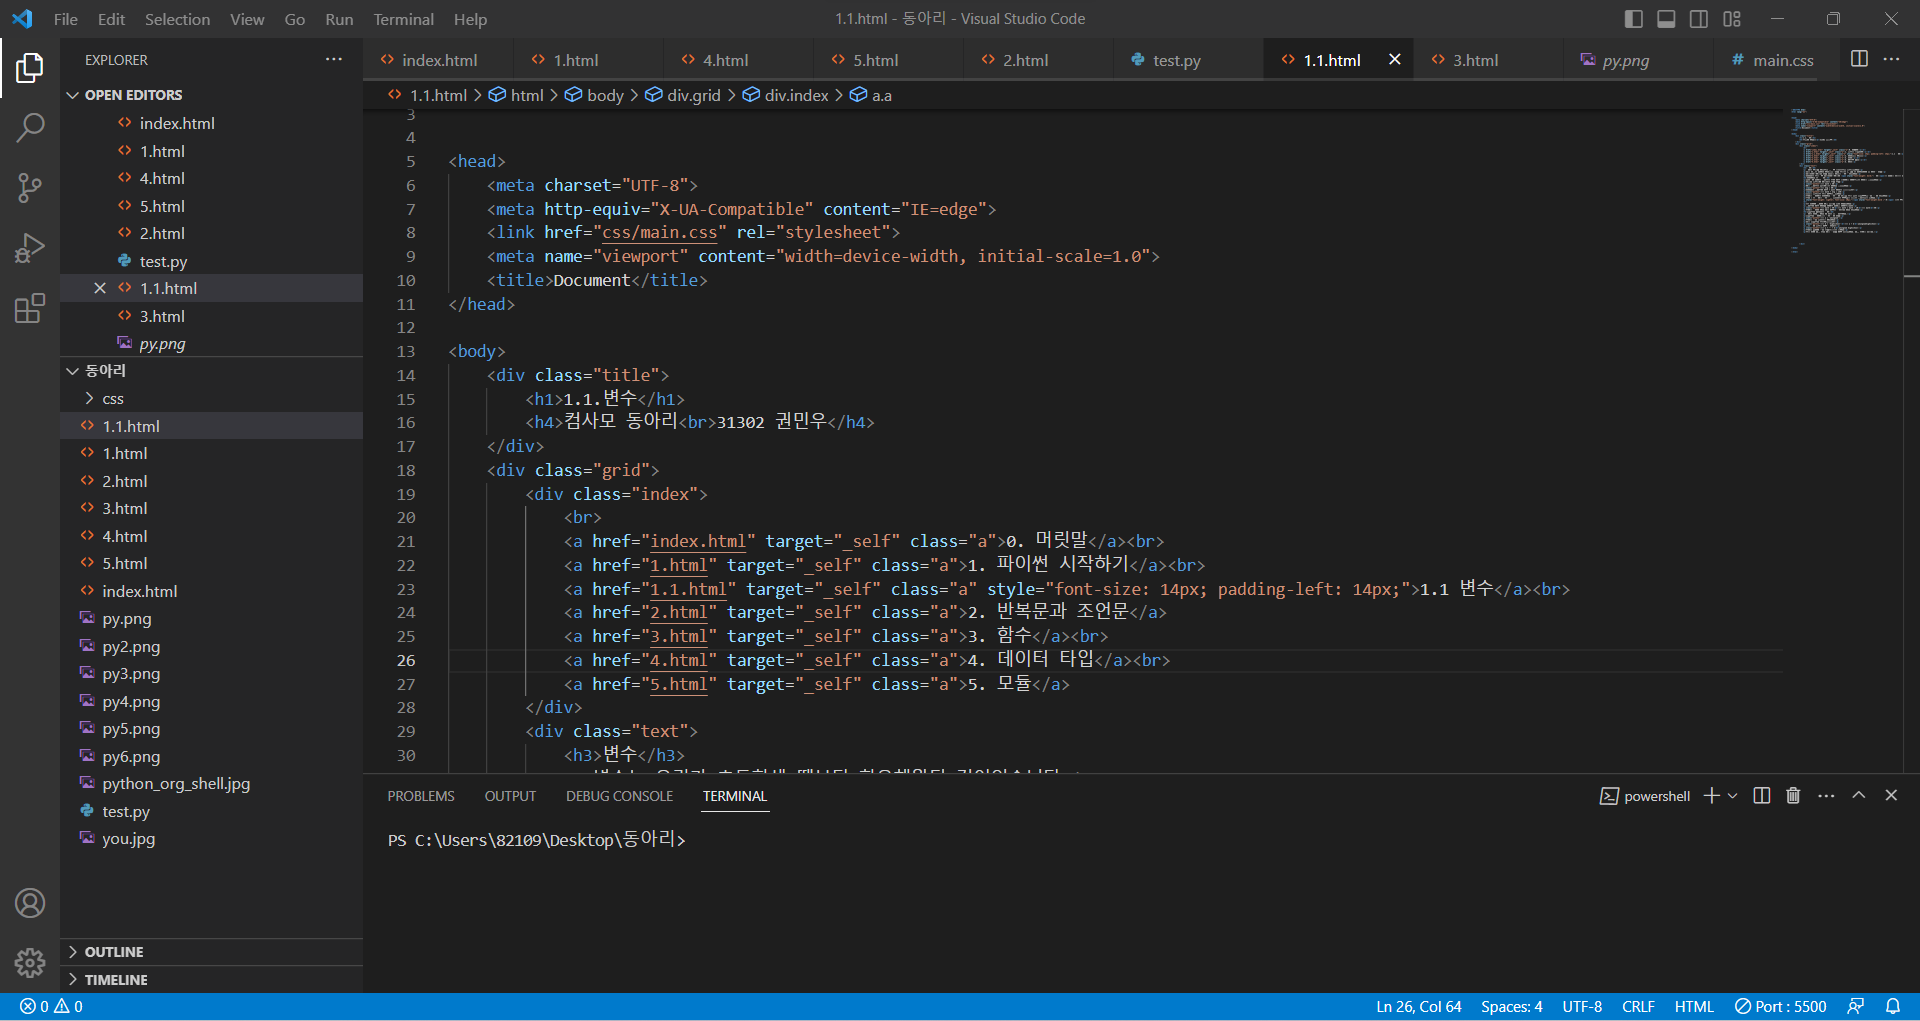 File Edit Selection View Go Run Terminal Help
1.1.html - 동아리 - Visual Studio Code
EXPLORER
OPEN EDITORS
index.html
1.html
4.html
5.html
2.html
test.py
1.1.html
3.html
py.png
동아리
css
1.1.html
1.html
2.html
3.html
4.html
5.html
index.html
py.png
py2.png
py3.png
py4.png
py5.png
py6.png
python_org_shell.jpg
test.py
you.jpg
OUTLINE
TIMELINE
index.html 1.html 4.html 5.html 2.html test.py 1.1.html 3.html py.png main.css
1.1.html > html > body > div.grid > div.index > a.a
3
4
5 <head>
6 <meta charset="UTF-8">
7 <meta http-equiv="X-UA-Compatible" content="IE=edge">
8 <link href="css/main.css" rel="stylesheet">
9 <meta name="viewport" content="width=device-width, initial-scale=1.0">
10 <title>Document</title>
11 </head>
12
13 <body>
14 <div class="title">
15 <h1>1.1.변수</h1>
16 <h4>컴사모 동아리<br>31302 권민우</h4>
17 </div>
18 <div class="grid">
19 <div class="index">
20 <br>
21 <a href="index.html" target="_self" class="a">0. 머릿말</a><br>
22 <a href="1.html" target="_self" class="a">1. 파이썬 시작하기</a><br>
23 <a href="1.1.html" target="_self" class="a" style="font-size: 14px; padding-left: 14px;">1.1 변수</a><br>
24 <a href="2.html" target="_self" class="a">2. 반복문과 조언문</a>
25 <a href="3.html" target="_self" class="a">3. 함수</a><br>
26 <a href="4.html" target="_self" class="a">4. 데이터 타입</a><br>
27 <a href="5.html" target="_self" class="a">5. 모듈</a>
28 </div>
29 <div class="text">
30 <h3>변수</h3>
PROBLEMS OUTPUT DEBUG CONSOLE TERMINAL
powershell
PS C:\Users\82109\Desktop\동아리>
0 0
Ln 26, Col 64 Spaces: 4 UTF-8 CRLF HTML Port : 5500